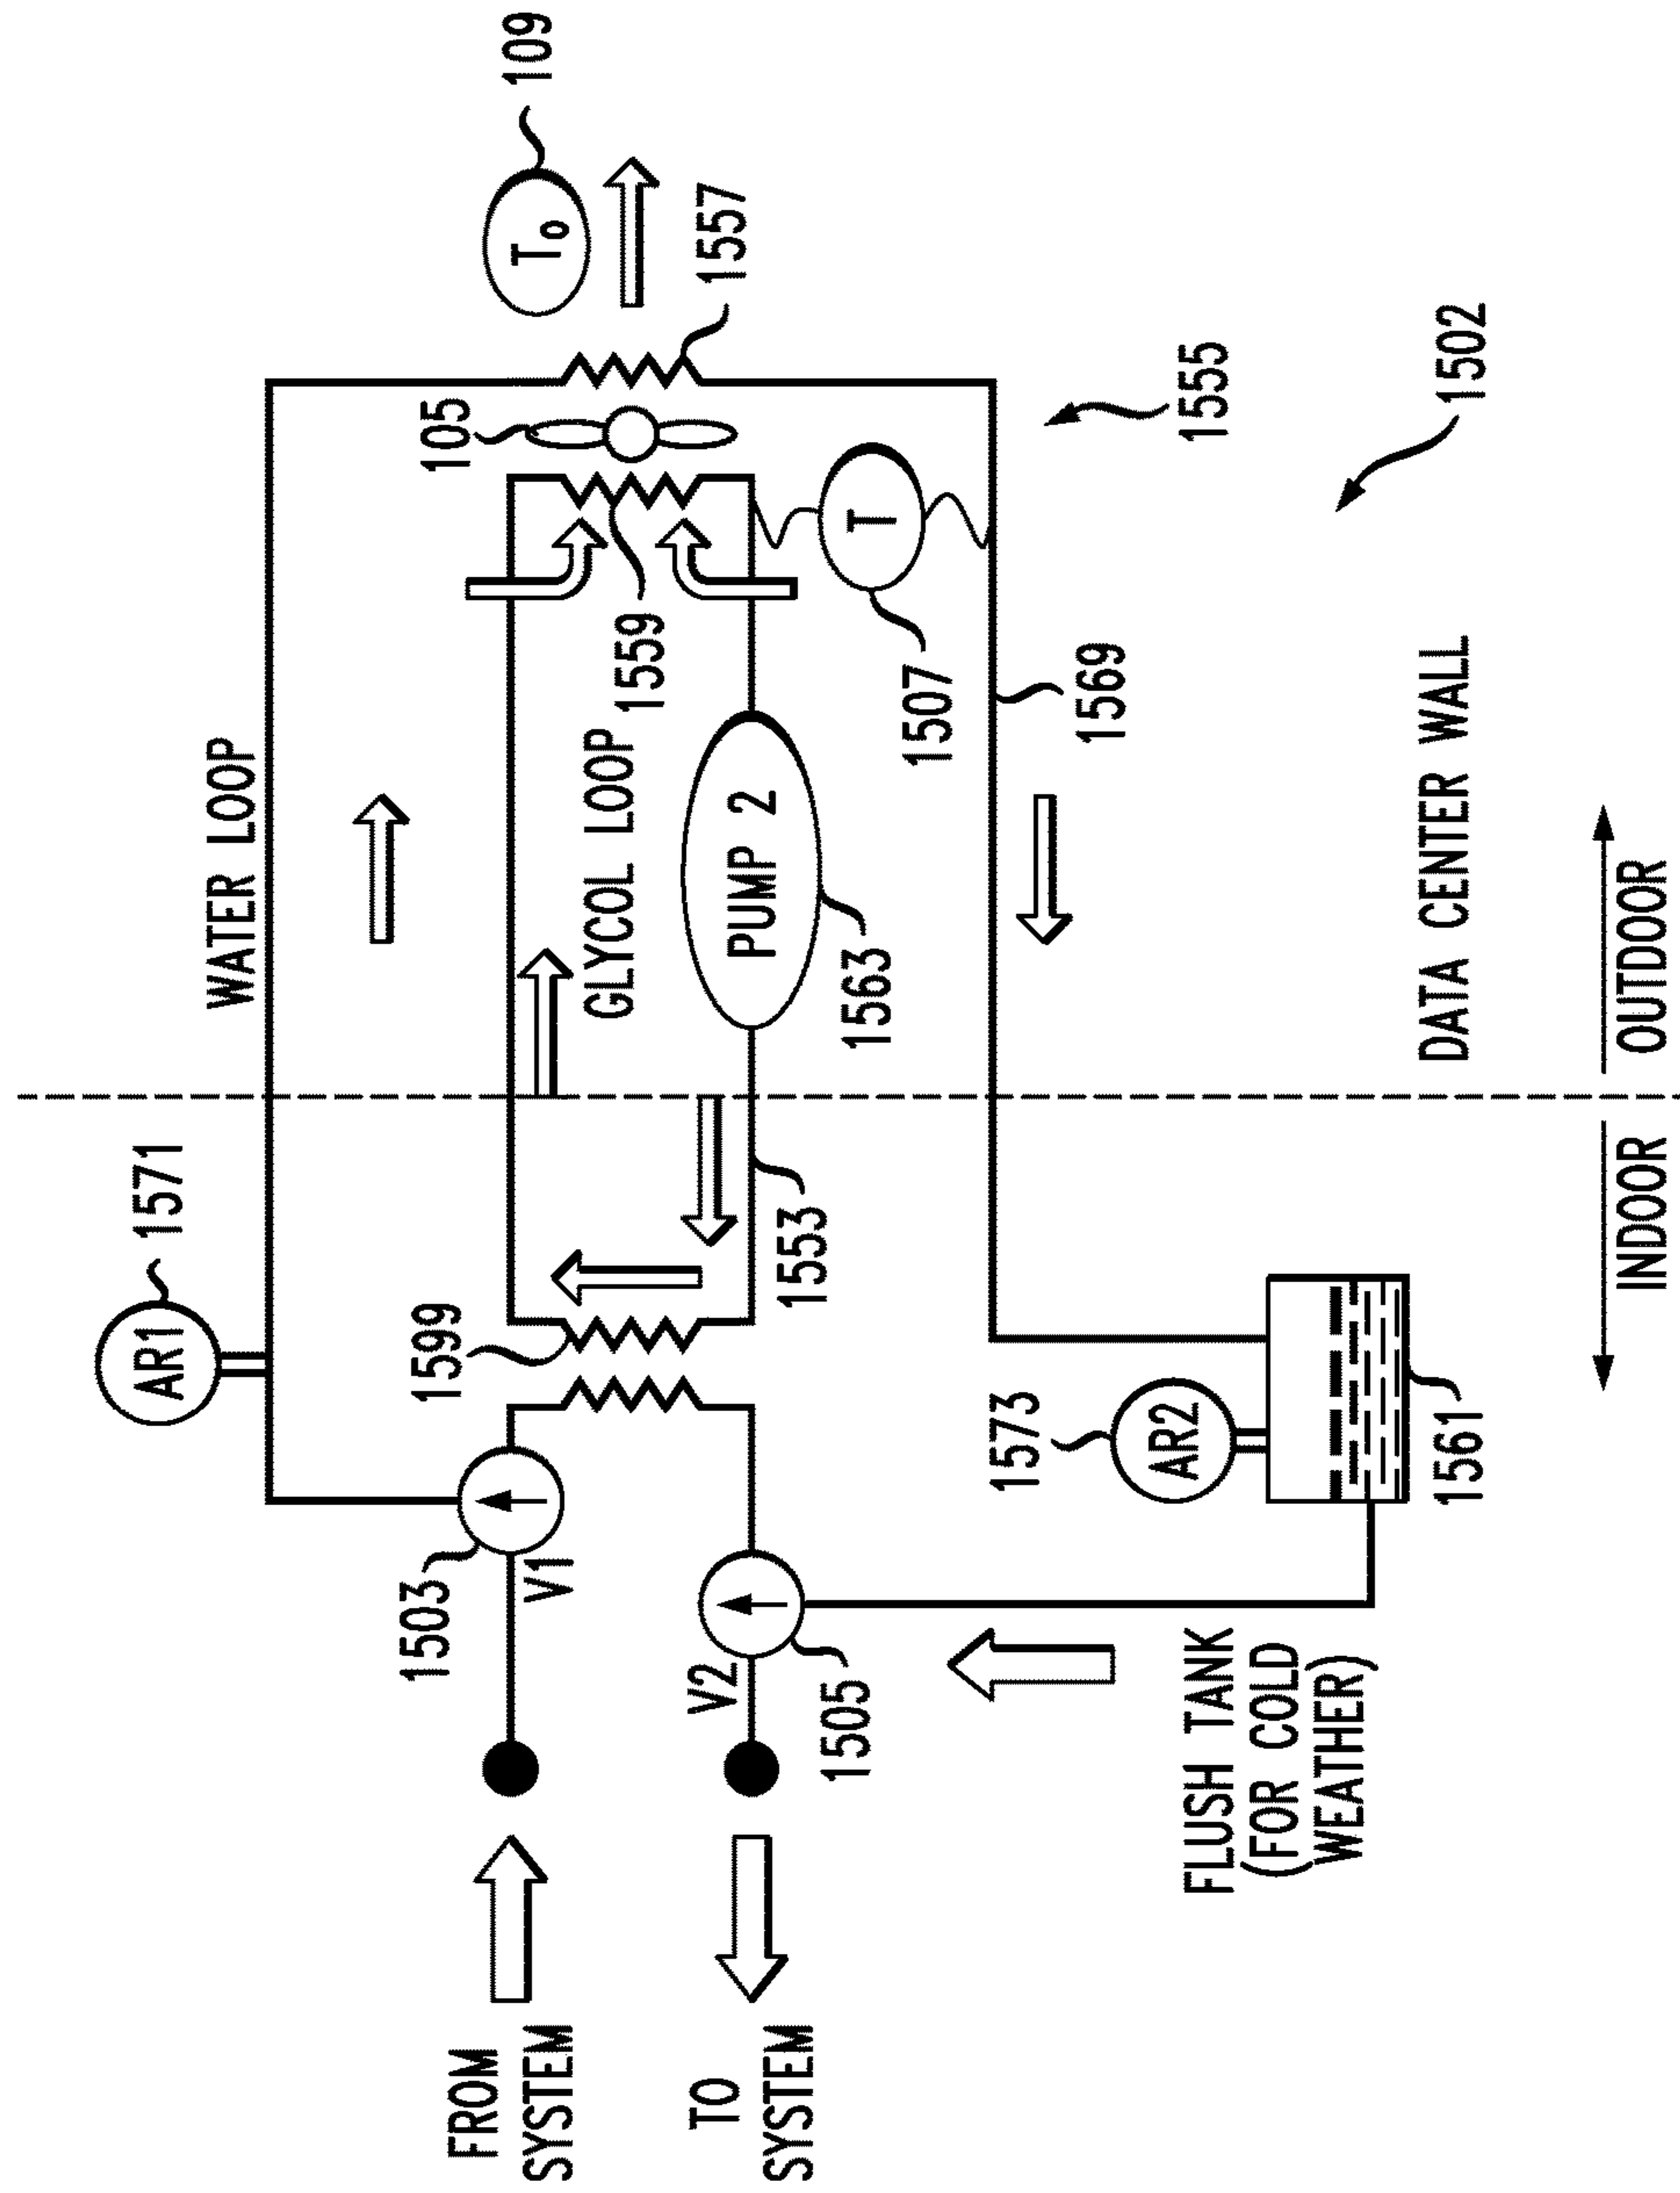 WATER LOOP
1571
AR1
1503
V1
1599
GLYCOL LOOP
105
T0
109
1557
1559
PUMP 2
1563
1553
1507
T
1569
1555
1502
FROM
SYSTEM
TO
SYSTEM
V2
1505
1573
AR2
1561
FLUSH TANK
(FOR COLD
WEATHER)
DATA CENTER WALL
INDOOR
OUTDOOR